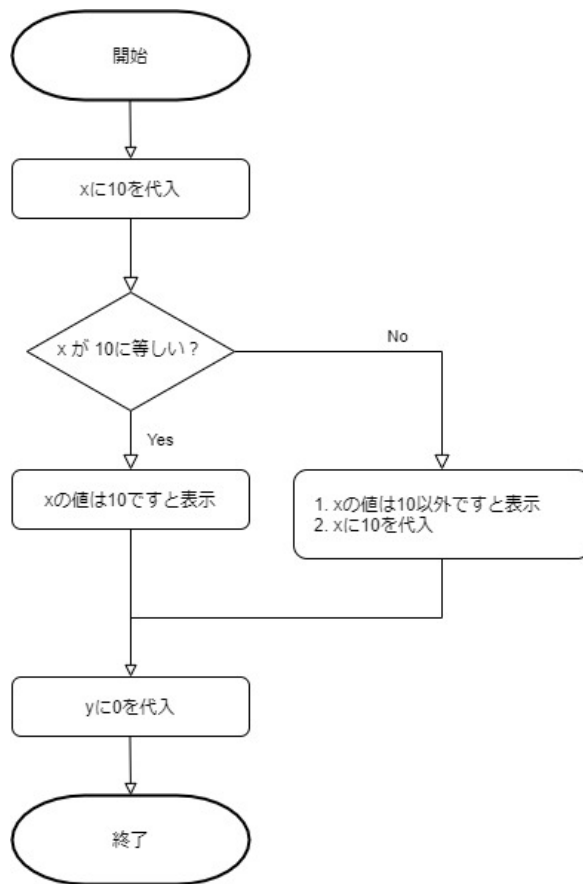 開始
xに10を代入
x が 10に等しい？
No
Yes
xの値は10ですと表示
1. xの値は10以外ですと表示
2. xに10を代入
yに0を代入
終了